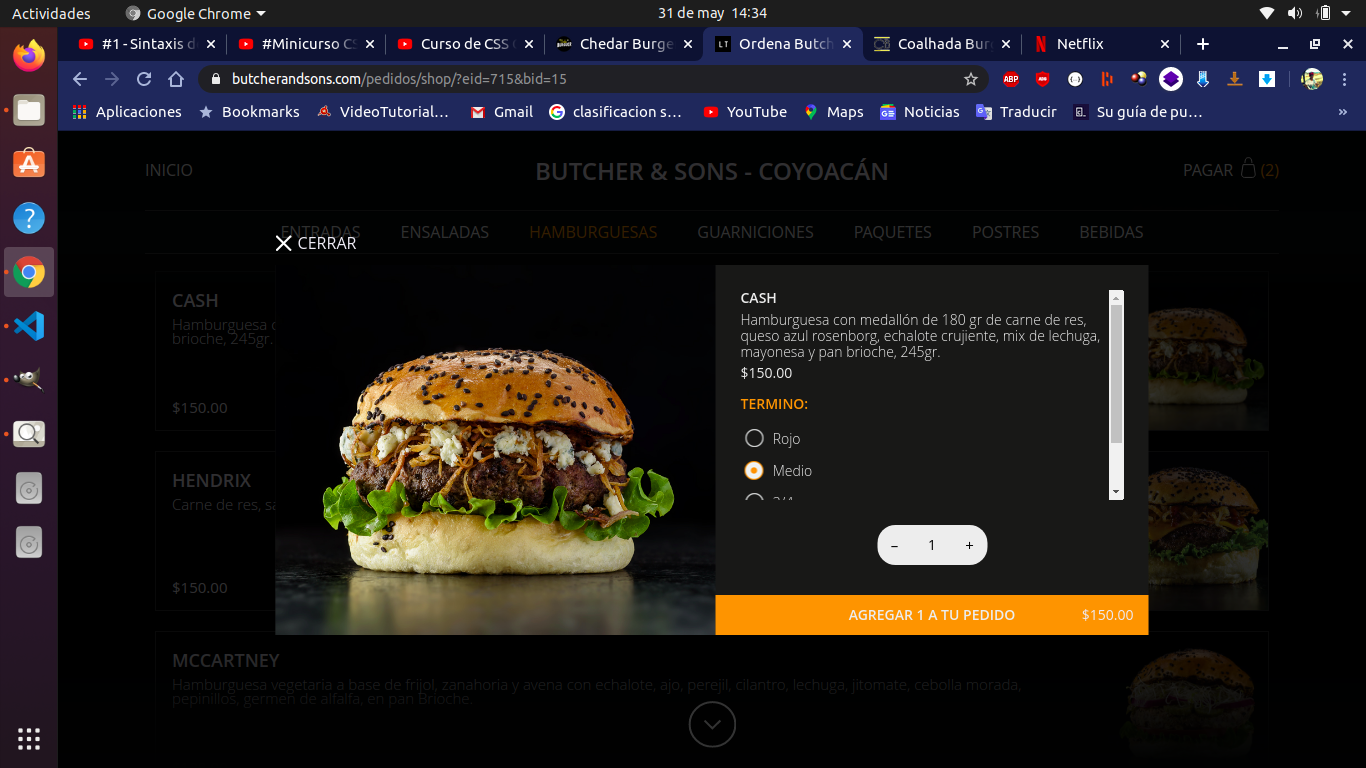 Actividades
Google Chrome
31 de may 14:34
#1 - Sintaxis d
#Minicurso CS
Curso de CSS
Chedar Burge
Ordena Butch
Coalhada Bur
Netflix
butcherandsons.com/pedidos/shop/?eid=715&bid=15
ABP
Aplicaciones
Bookmarks
VideoTutorial...
Gmail
clasificacion s...
YouTube
Maps
Noticias
Traducir
Su guía de pu...
»
INICIO
BUTCHER & SONS - COYOACÁN
PAGAR (2)
ENTRADAS
ENSALADAS
HAMBURGUESAS
GUARNICIONES
PAQUETES
POSTRES
BEBIDAS
CERRAR
CASH
Hamburguesa
brioche, 245gr.
$150.00
HENDRIX
Carne de res, sa
$150.00
CASH
Hamburguesa con medallón de 180 gr de carne de res,
queso azul rosenborg, echalote crujiente, mix de lechuga,
mayonesa y pan brioche, 245gr.
$150.00
TERMINO:
Rojo
Medio
3/4
– 1 +
AGREGAR 1 A TU PEDIDO $150.00
MCCARTNEY
Hamburguesa vegetaria a base de frijol, zanahoria y avena con echalote, ajo, perejil, cilantro, lechuga, jitomate, cebolla morada,
pepinillos, germen de alfalfa, en pan Brioche.